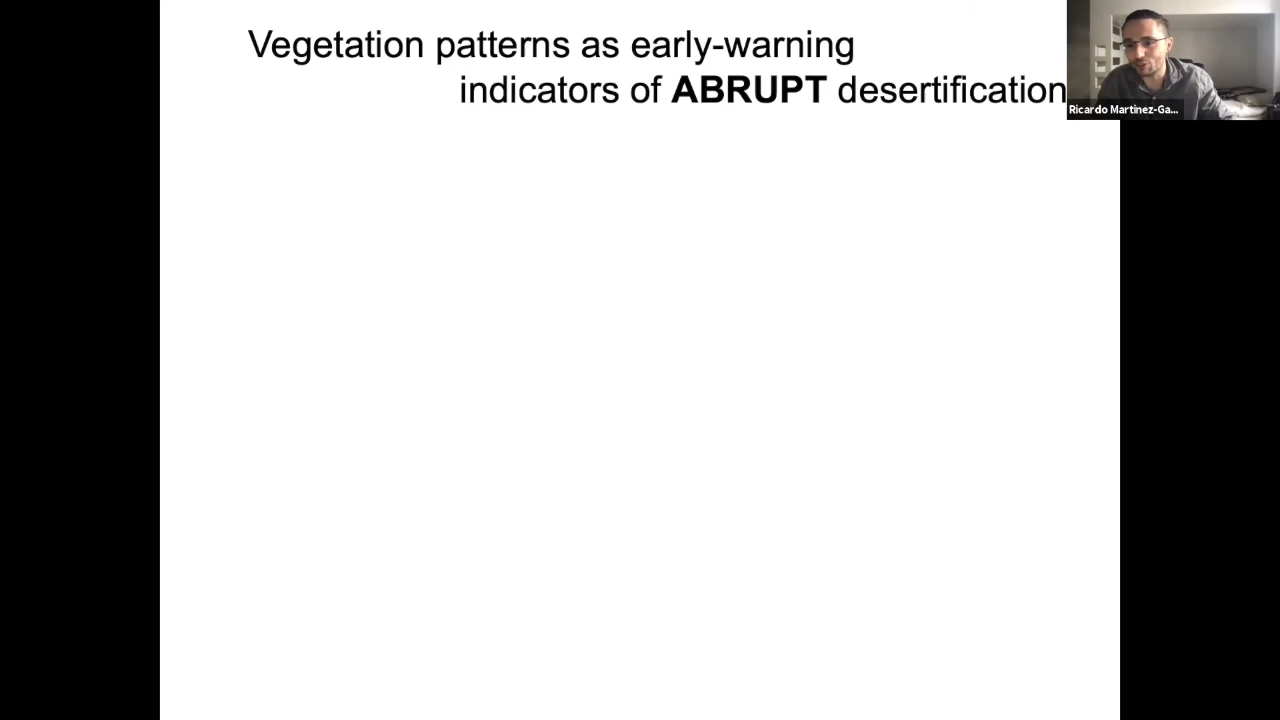 Vegetation patterns as early-warning
indicators of ABRUPT desertification
Ricardo Martinez-Ga...